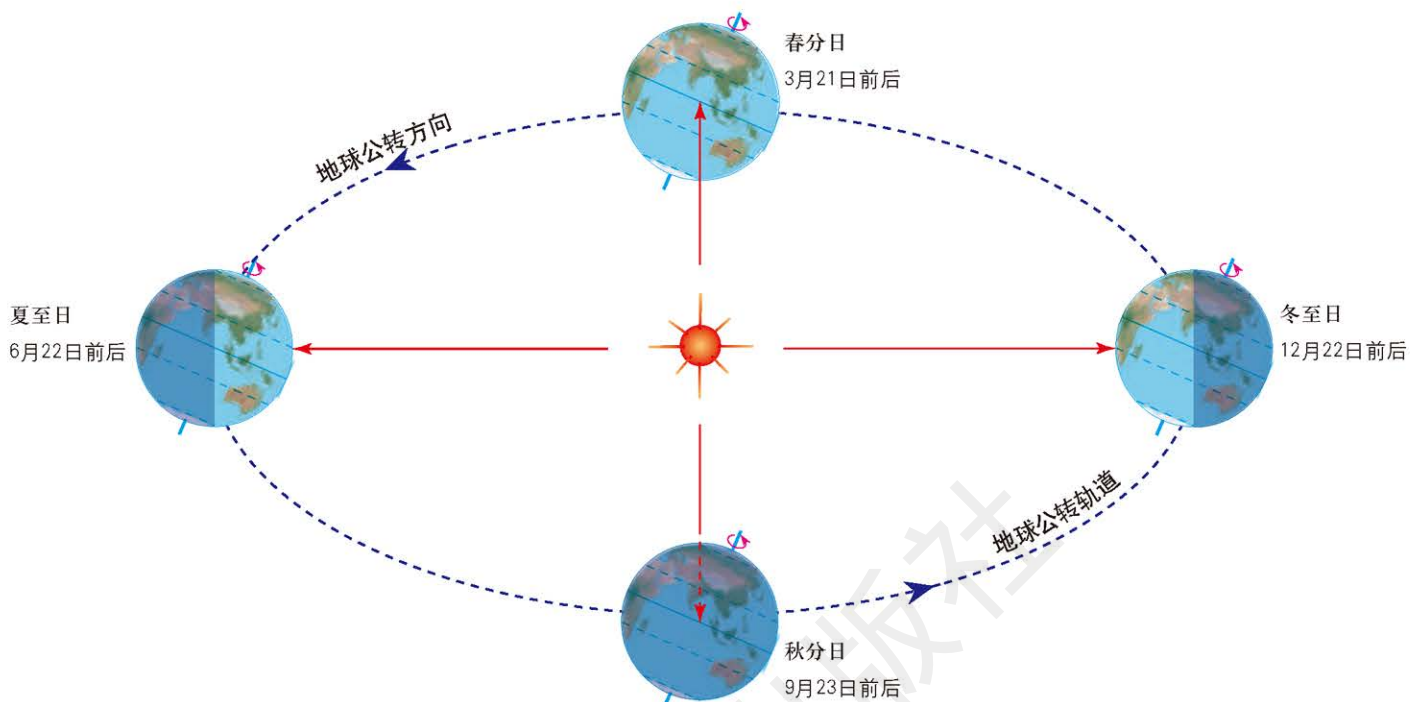 春分日
3月21日前后
地球公转方向
夏至日
6月22日前后
冬至日
12月22日前后
地球公转轨道
秋分日
9月23日前后
版社